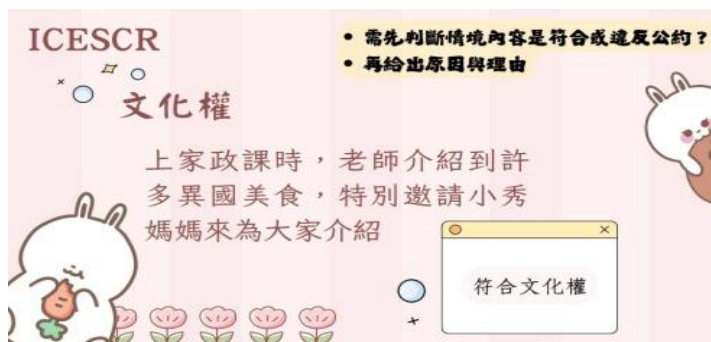 ICESCR
• 需先判斷情境內容是符合或違反公約?
• 再給出原因與理由
文化權
上家政課時，老師介紹到許
多異國美食，特別邀請小秀
媽媽來為大家介紹
符合文化權